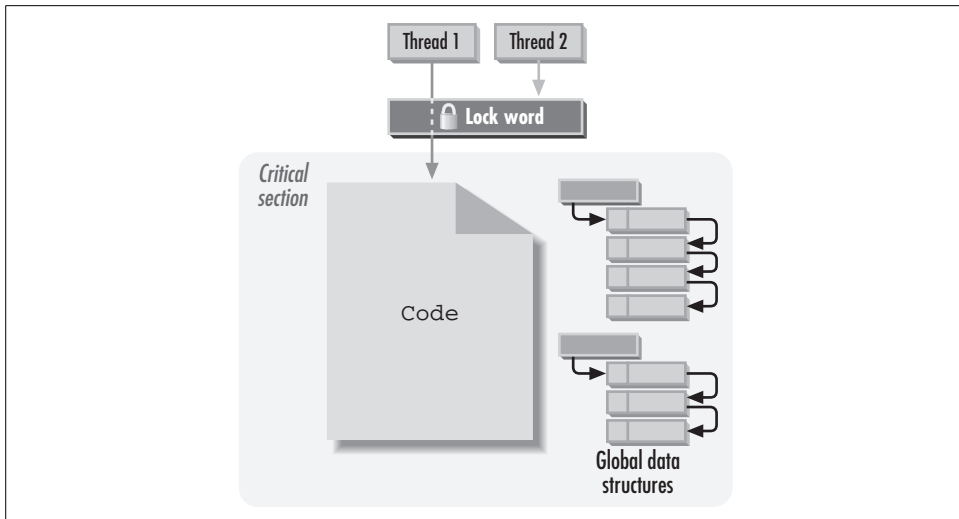 Thread 1
Thread 2
Lock word
Critical
section
Code
Global data
structures